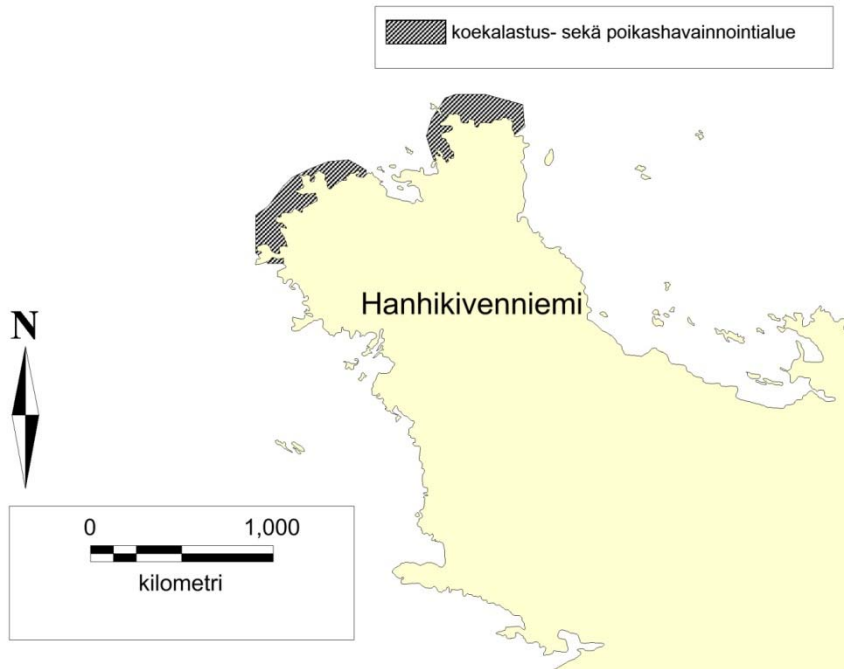 koekalastus- sekä poikashavainnointialue
Hanhikivenniemi
N
0 1,000
kilometri